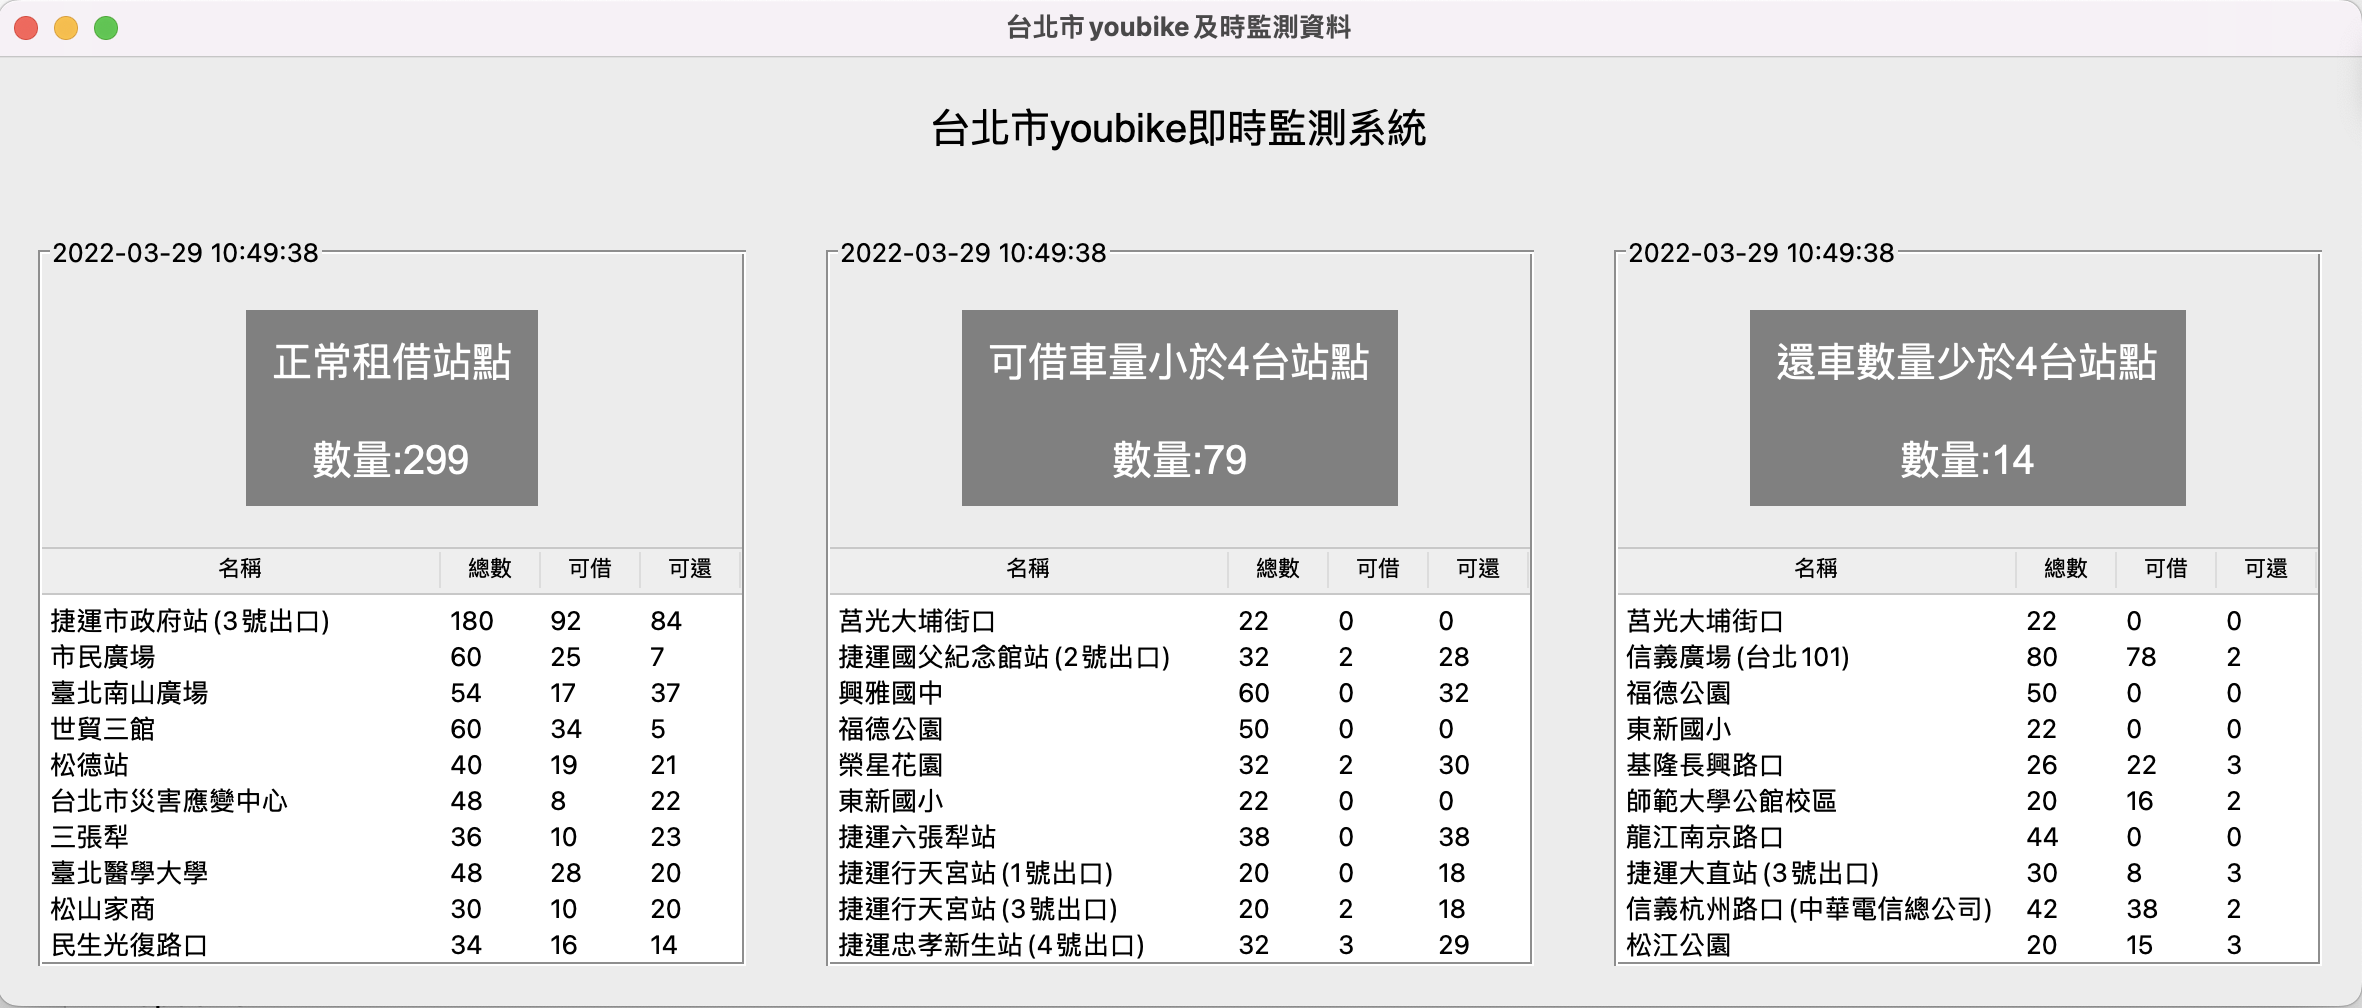 台北市youbike及時監測資料
台北市youbike即時監測系統
2022-03-29 10:49:38
正常租借站點
數量:299
名稱 總數 可借 可還
捷運市政府站(3號出口) 180 92 84
市民廣場 60 25 7
臺北南山廣場 54 17 37
世貿三館 60 34 5
松德站 40 19 21
台北市災害應變中心 48 8 22
三張犁 36 10 23
臺北醫學大學 48 28 20
松山家商 30 10 20
民生光復路口 34 16 14
2022-03-29 10:49:38
可借車量小於4台站點
數量:79
名稱 總數 可借 可還
莒光大埔街口 22 0 0
捷運國父紀念館站(2號出口) 32 2 28
興雅國中 60 0 32
福德公園 50 0 0
榮星花園 32 2 30
東新國小 22 0 0
捷運六張犁站 38 0 38
捷運行天宮站(1號出口) 20 0 18
捷運行天宮站(3號出口) 20 2 18
捷運忠孝新生站(4號出口) 32 3 29
2022-03-29 10:49:38
還車數量少於4台站點
數量:14
名稱 總數 可借 可還
莒光大埔街口 22 0 0
信義廣場(台北101) 80 78 2
福德公園 50 0 0
東新國小 22 0 0
基隆長興路口 26 22 3
師範大學公館校區 20 16 2
龍江南京路口 44 0 0
捷運大直站(3號出口) 30 8 3
信義杭州路口(中華電信總公司) 42 38 2
松江公園 20 15 3